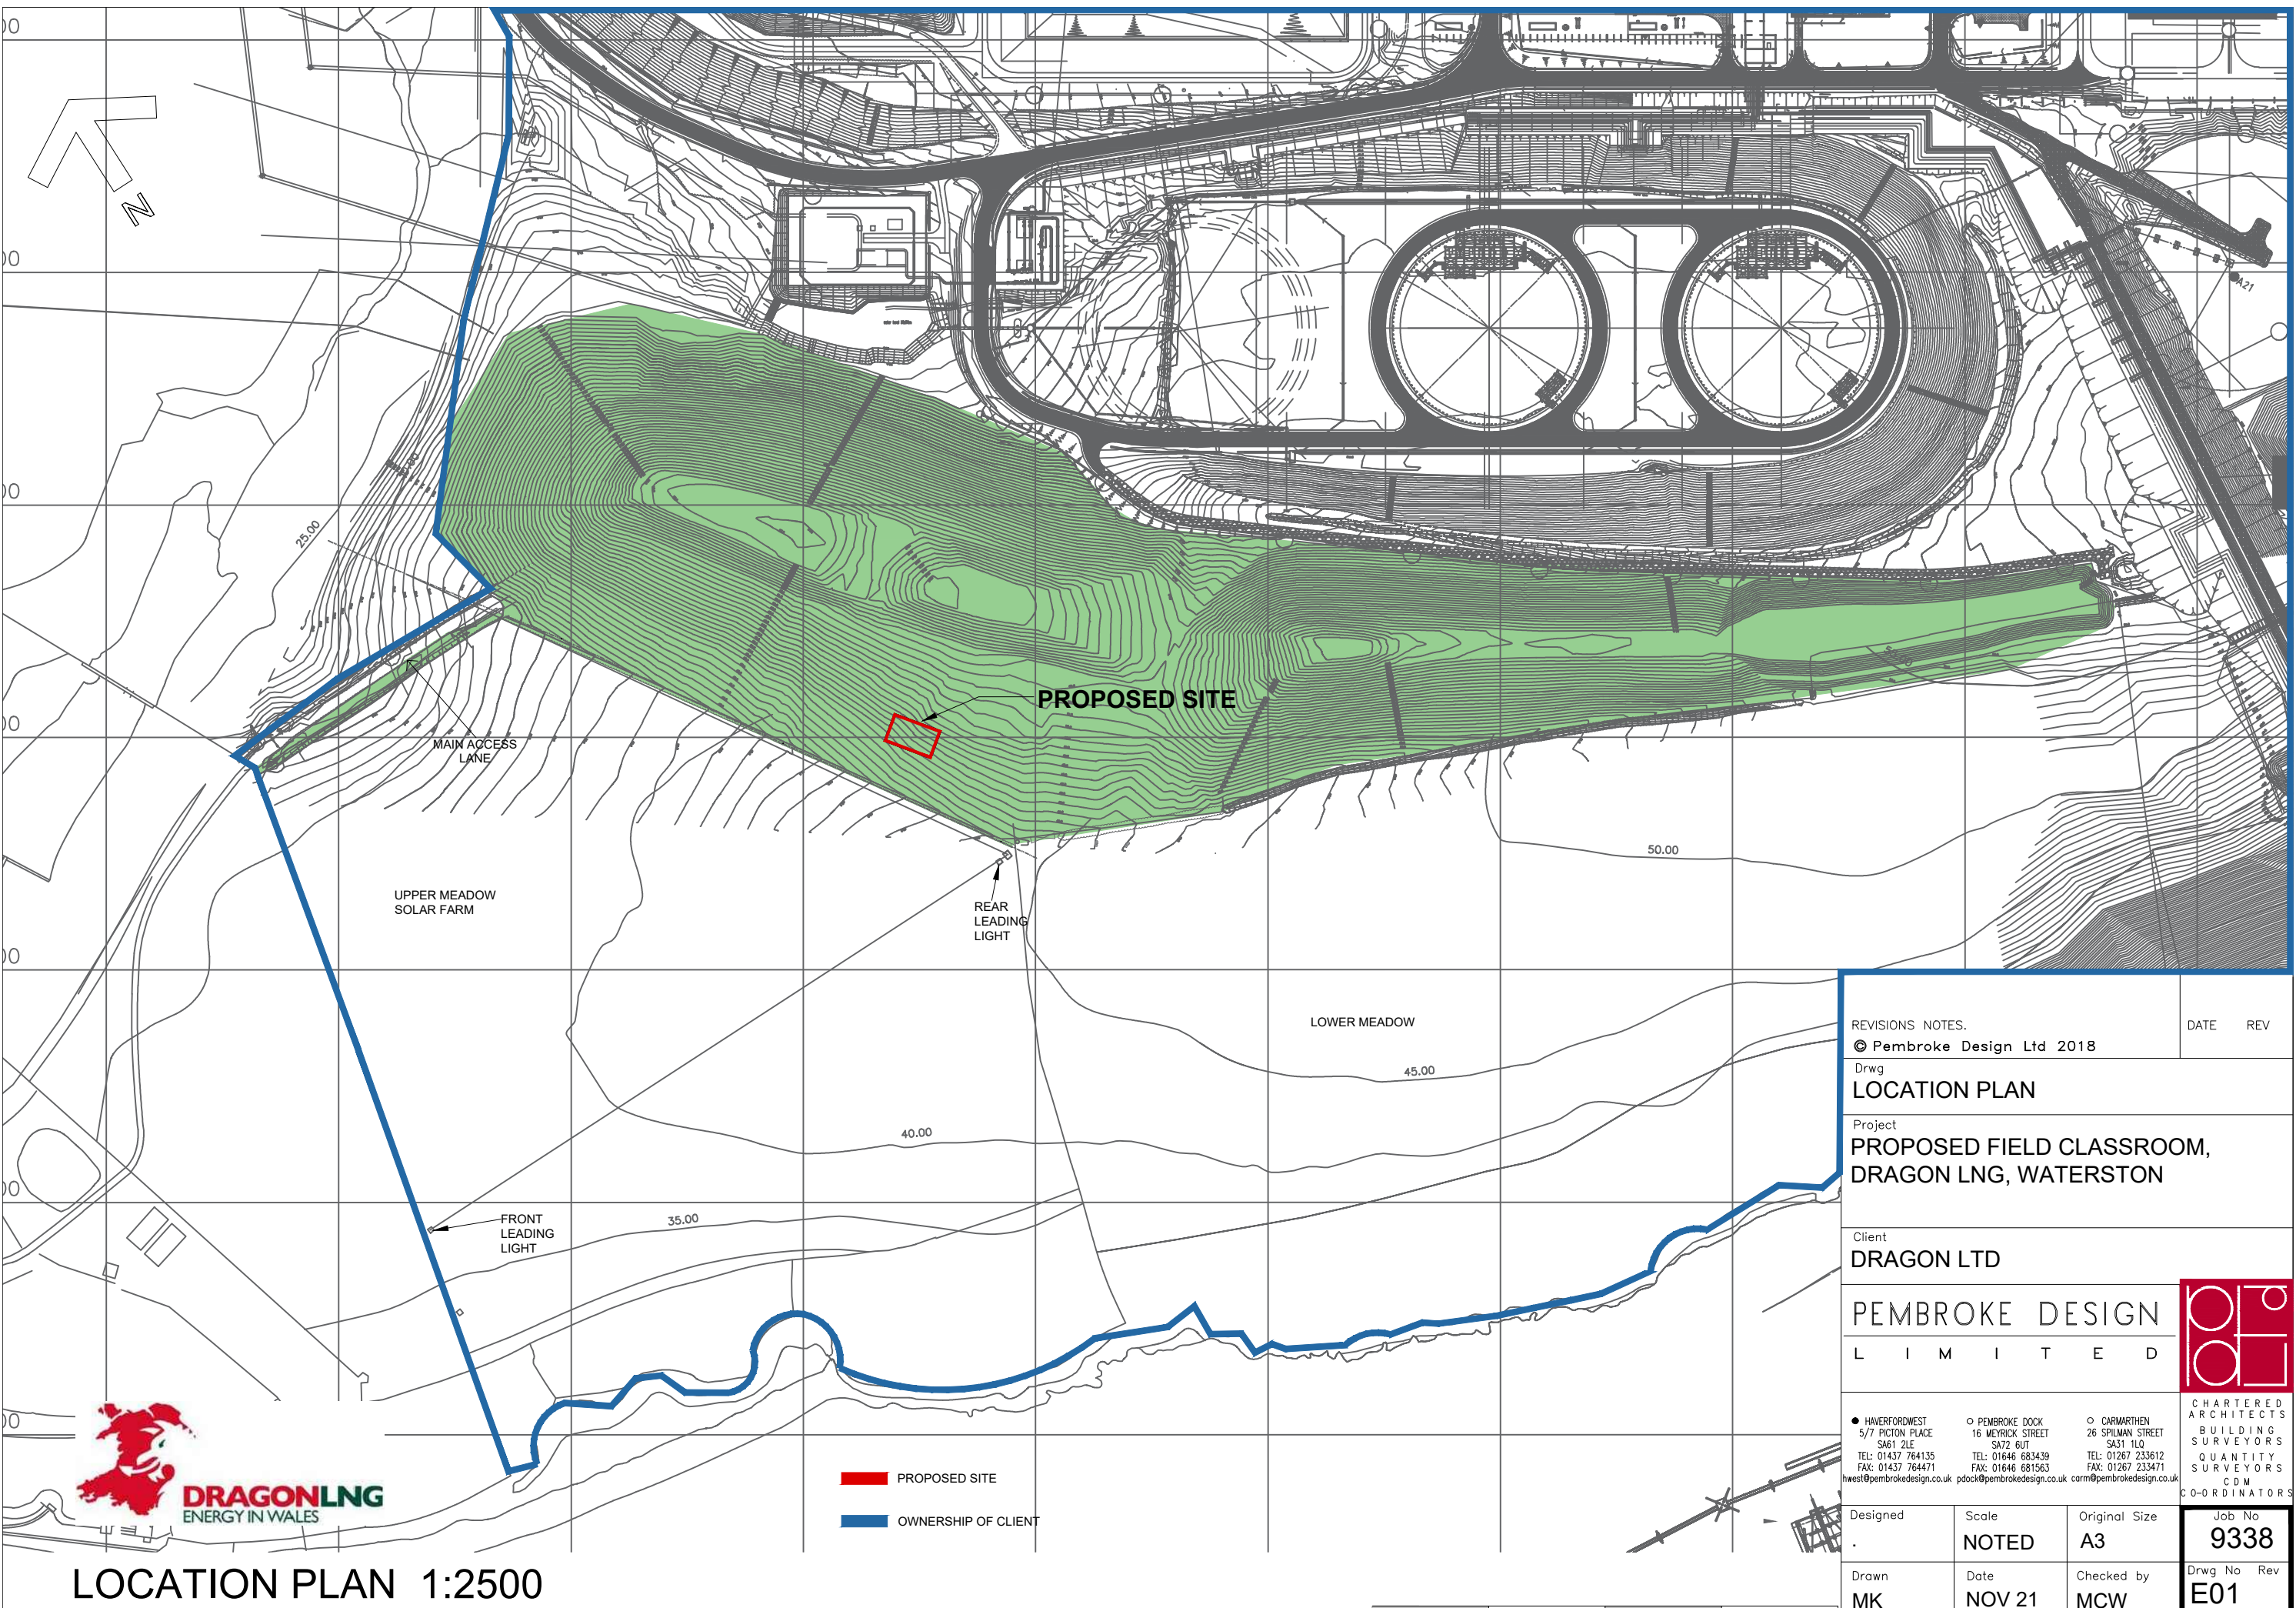 N
25.00
A21
PROPOSED SITE
MAIN ACCESS
LANE
UPPER MEADOW
SOLAR FARM
REAR
LEADING
LIGHT
50.00
LOWER MEADOW
45.00
40.00
35.00
FRONT
LEADING
LIGHT
DRAGONLNG
ENERGY IN WALES
PROPOSED SITE
OWNERSHIP OF CLIENT
LOCATION PLAN 1:2500
REVISIONS NOTES.
DATE REV
© Pembroke Design Ltd 2018
Drwg
LOCATION PLAN
Project
PROPOSED FIELD CLASSROOM,
DRAGON LNG, WATERSTON
Client
DRAGON LTD
PEMBROKE DESIGN
LIMITED
HAVERFORDWEST
5/7 PICTON PLACE
SA61 2LE
TEL: 01437 764135
FAX: 01437 764471
hwest@pembrokedesign.co.uk
PEMBROKE DOCK
16 MEYRICK STREET
SA72 6UT
TEL: 01646 683439
FAX: 01646 681563
pdock@pembrokedesign.co.uk
CARMARTHEN
26 SPILMAN STREET
SA31 1LQ
TEL: 01267 233612
FAX: 01267 233471
carm@pembrokedesign.co.uk
CHARTERED
ARCHITECTS
BUILDING
SURVEYORS
QUANTITY
SURVEYORS
CDM
CO-ORDINATORS
Designed
.
Scale
NOTED
Original Size
A3
Job No
9338
Drawn
MK
Date
NOV 21
Checked by
MCW
Drwg No Rev
E01